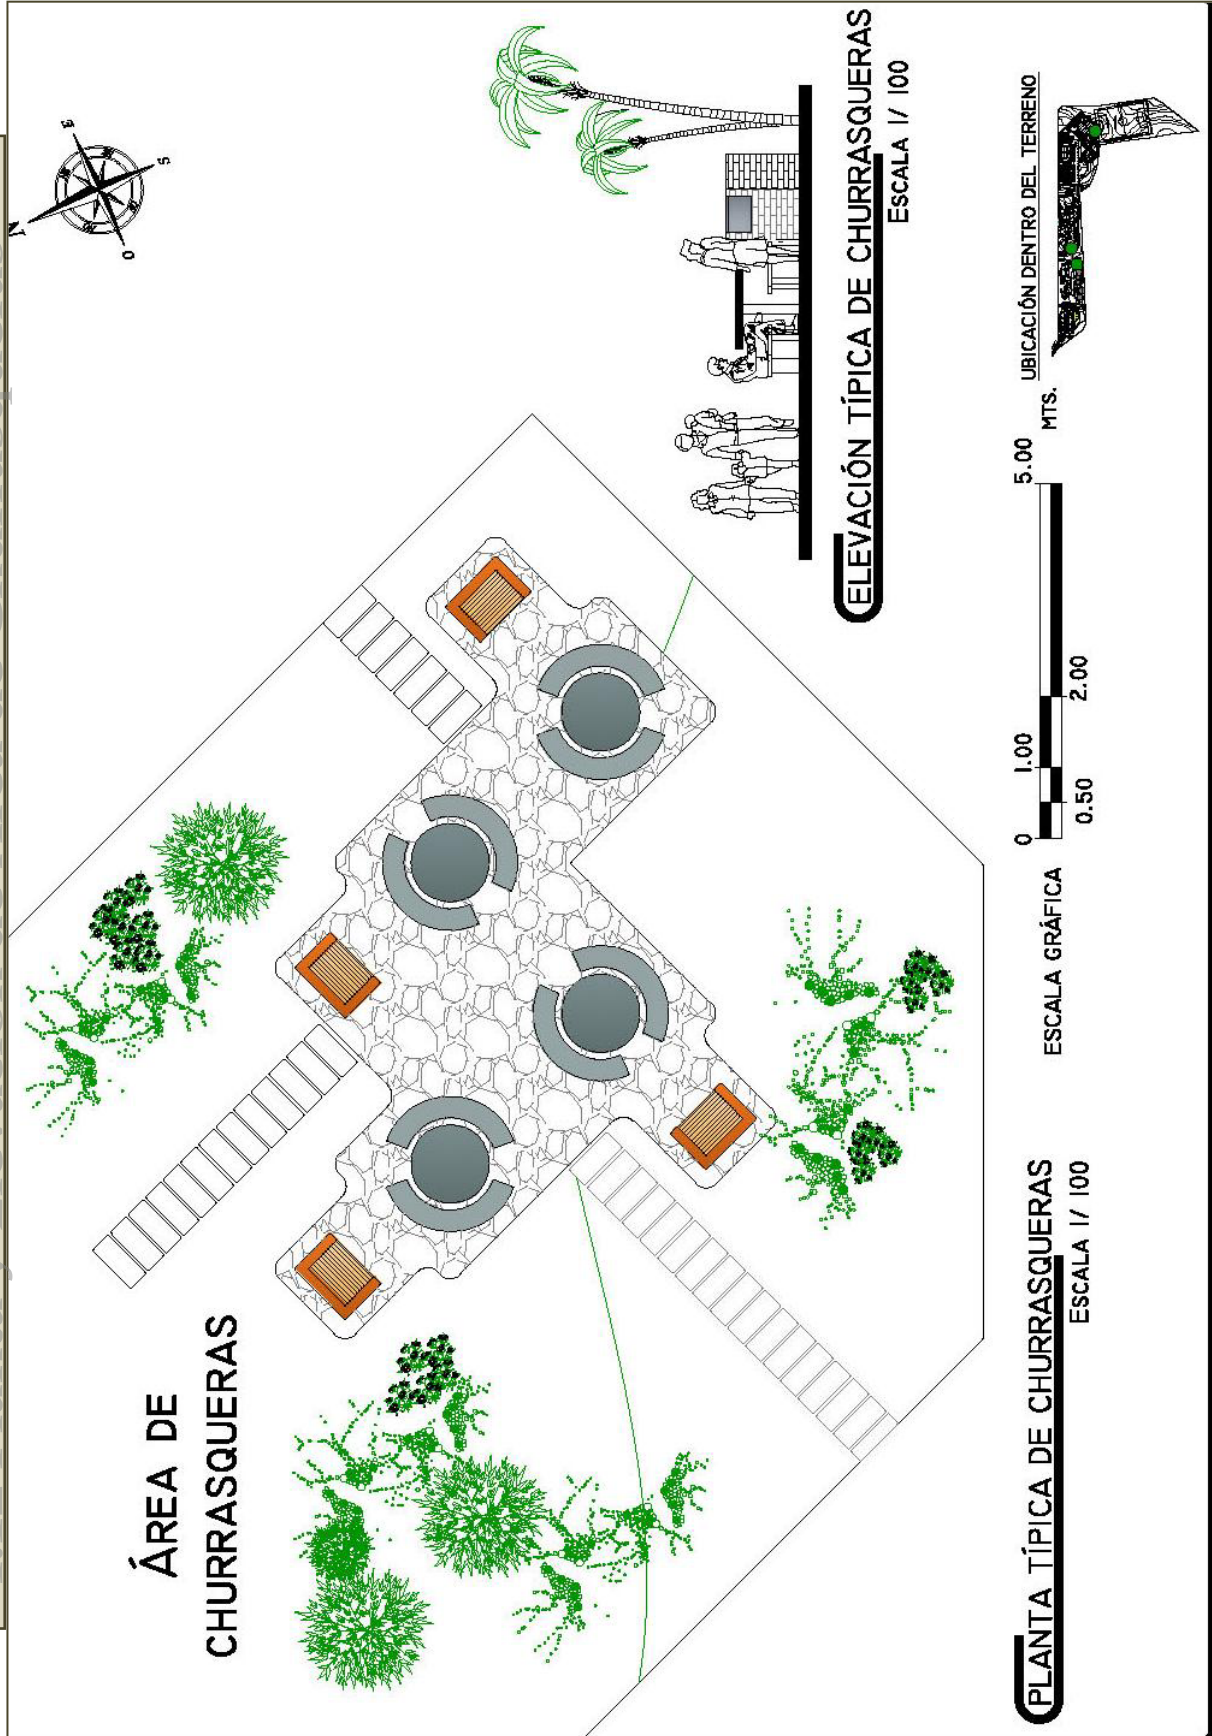 ÁREA DE
CHURRASQUERAS
N
E
S
O
ELEVACIÓN TÍPICA DE CHURRASQUERAS
ESCALA 1/ 100
PLANTA TÍPICA DE CHURRASQUERAS
ESCALA 1/ 100
ESCALA GRÁFICA
0
0.50
1.00
2.00
5.00
MTS.
UBICACIÓN DENTRO DEL TERRENO